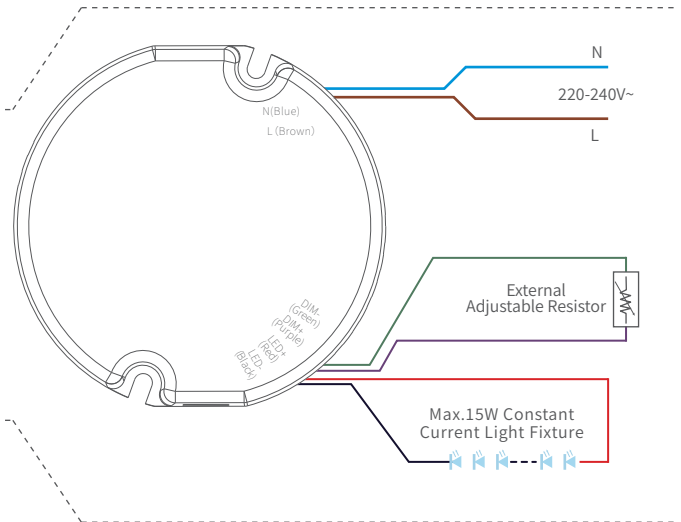 N
220-240V~
L
N(Blue)
L(Brown)
DIM-
(Green)
DIM+
(Purple)
LED+
(Red)
LED-
(Black)
External
Adjustable Resistor
Max.15W Constant
Current Light Fixture